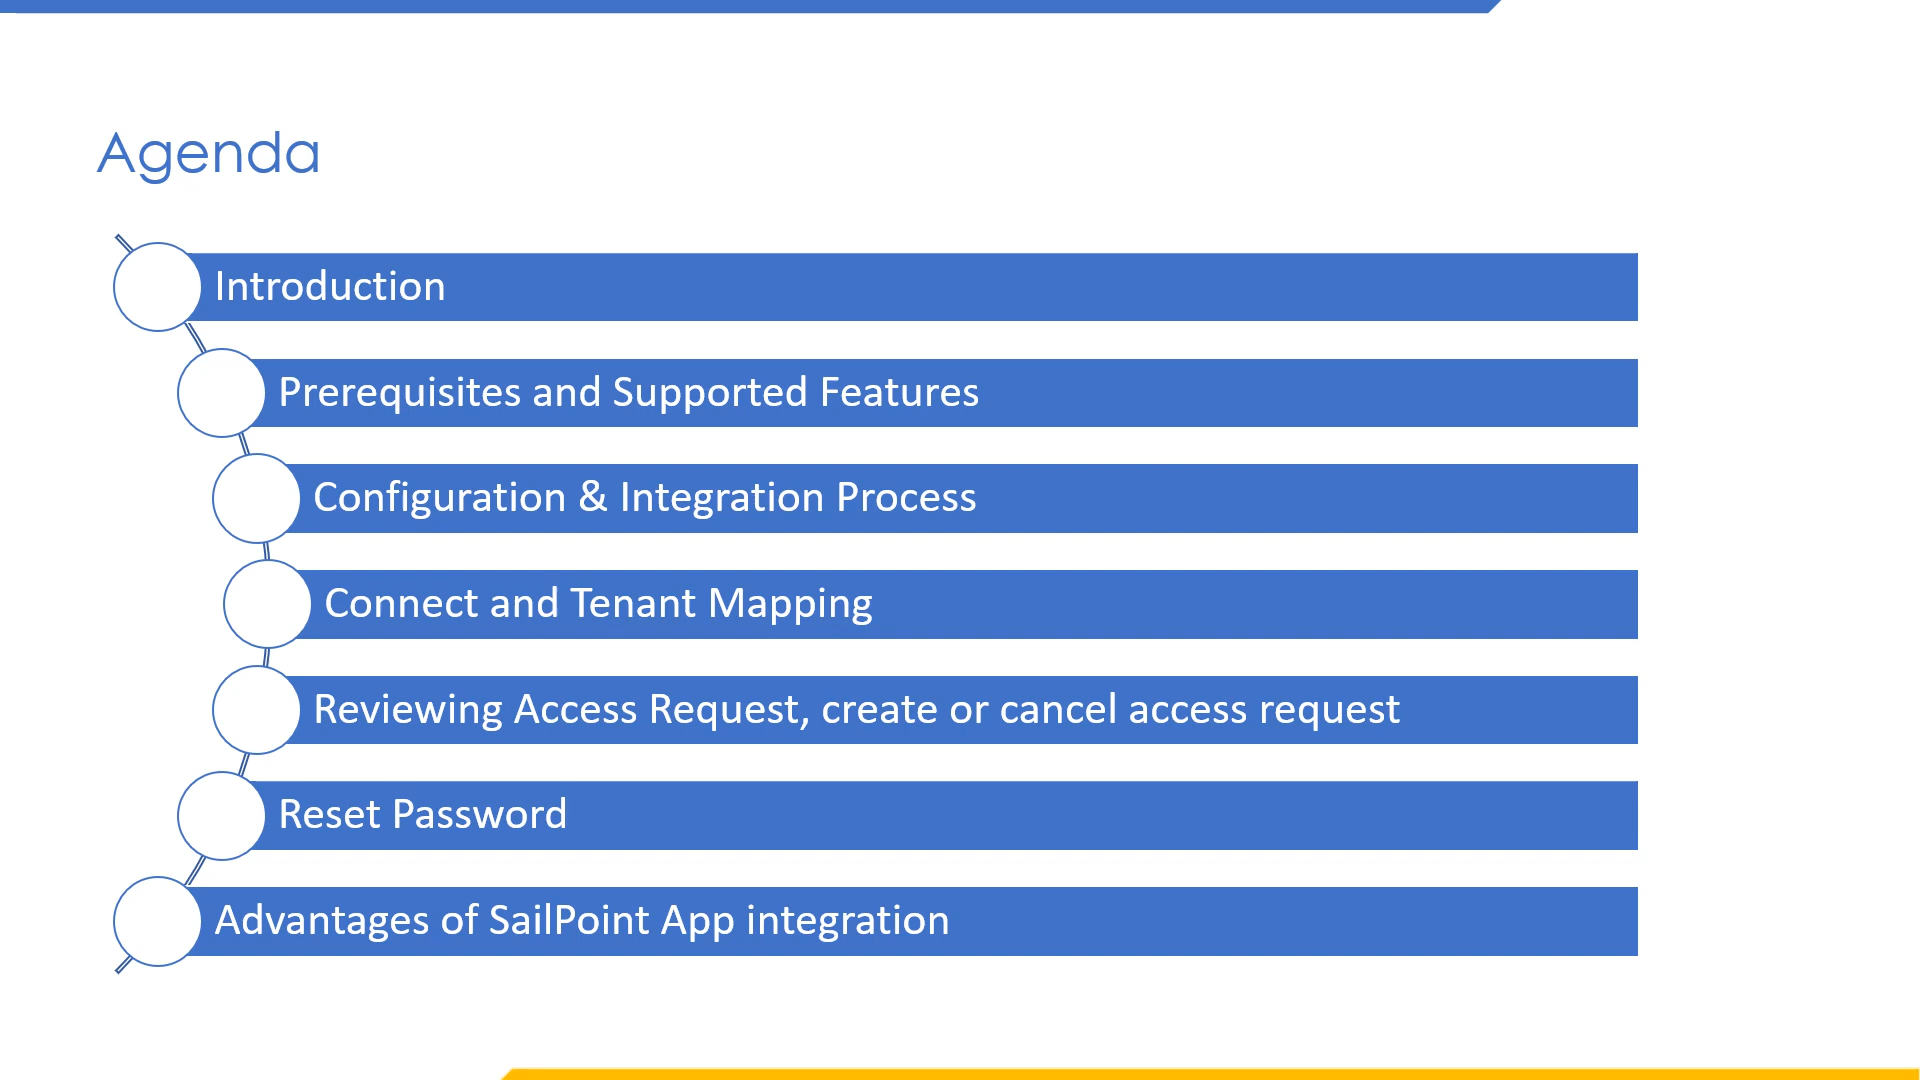 Agenda
Introduction
Prerequisites and Supported Features
Configuration & Integration Process
Connect and Tenant Mapping
Reviewing Access Request, create or cancel access request
Reset Password
Advantages of SailPoint App integration